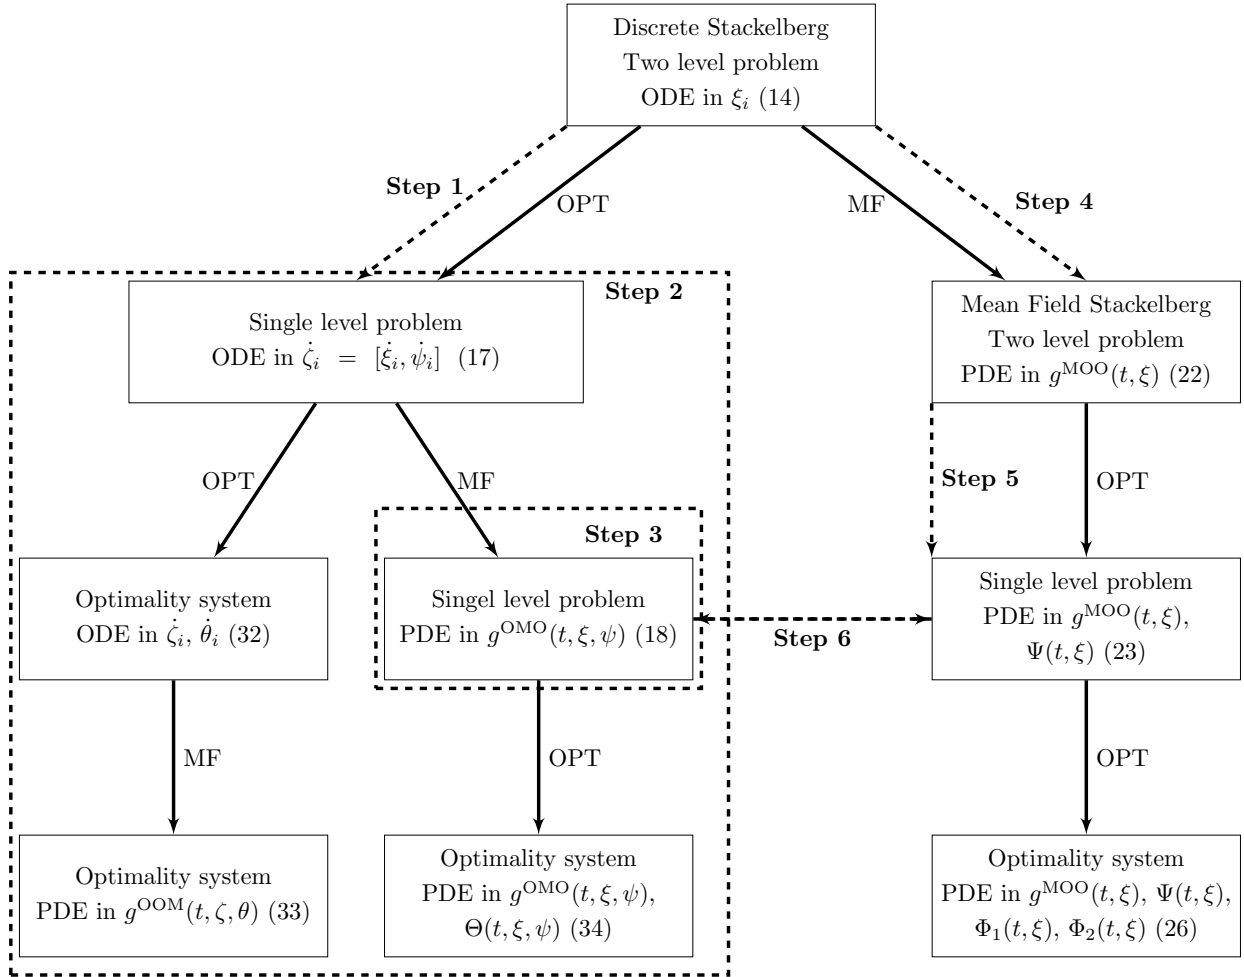 Discrete Stackelberg
Two level problem
ODE in ξ_i (14)
Step 1
OPT
MF
Step 4
Step 2
Single level problem
ODE in ζ̇_i = [ξ̇_i, ψ̇_i] (17)
Mean Field Stackelberg
Two level problem
PDE in g^MOO(t, ξ) (22)
OPT
MF
Step 5
OPT
Step 3
Optimality system
ODE in ζ̇_i, θ̇_i (32)
Singel level problem
PDE in g^OMO(t, ξ, ψ) (18)
Step 6
Single level problem
PDE in g^MOO(t, ξ),
Ψ(t, ξ) (23)
MF
OPT
OPT
Optimality system
PDE in g^OOM(t, ζ, θ) (33)
Optimality system
PDE in g^OMO(t, ξ, ψ),
Θ(t, ξ, ψ) (34)
Optimality system
PDE in g^MOO(t, ξ), Ψ(t, ξ),
Φ_1(t, ξ), Φ_2(t, ξ) (26)